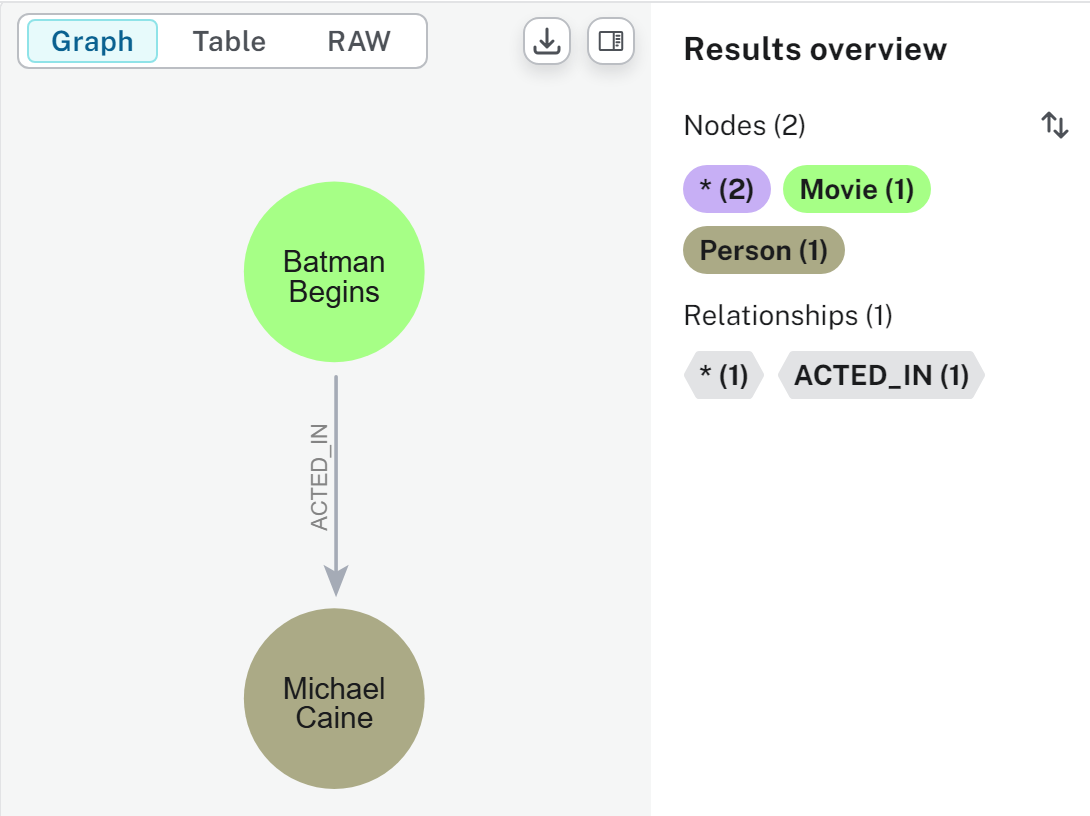 Graph Table RAW
Results overview
Nodes (2)
* (2) Movie (1)
Person (1)
Relationships (1)
* (1) ACTED_IN (1)
Batman
Begins
ACTED_IN
Michael
Caine